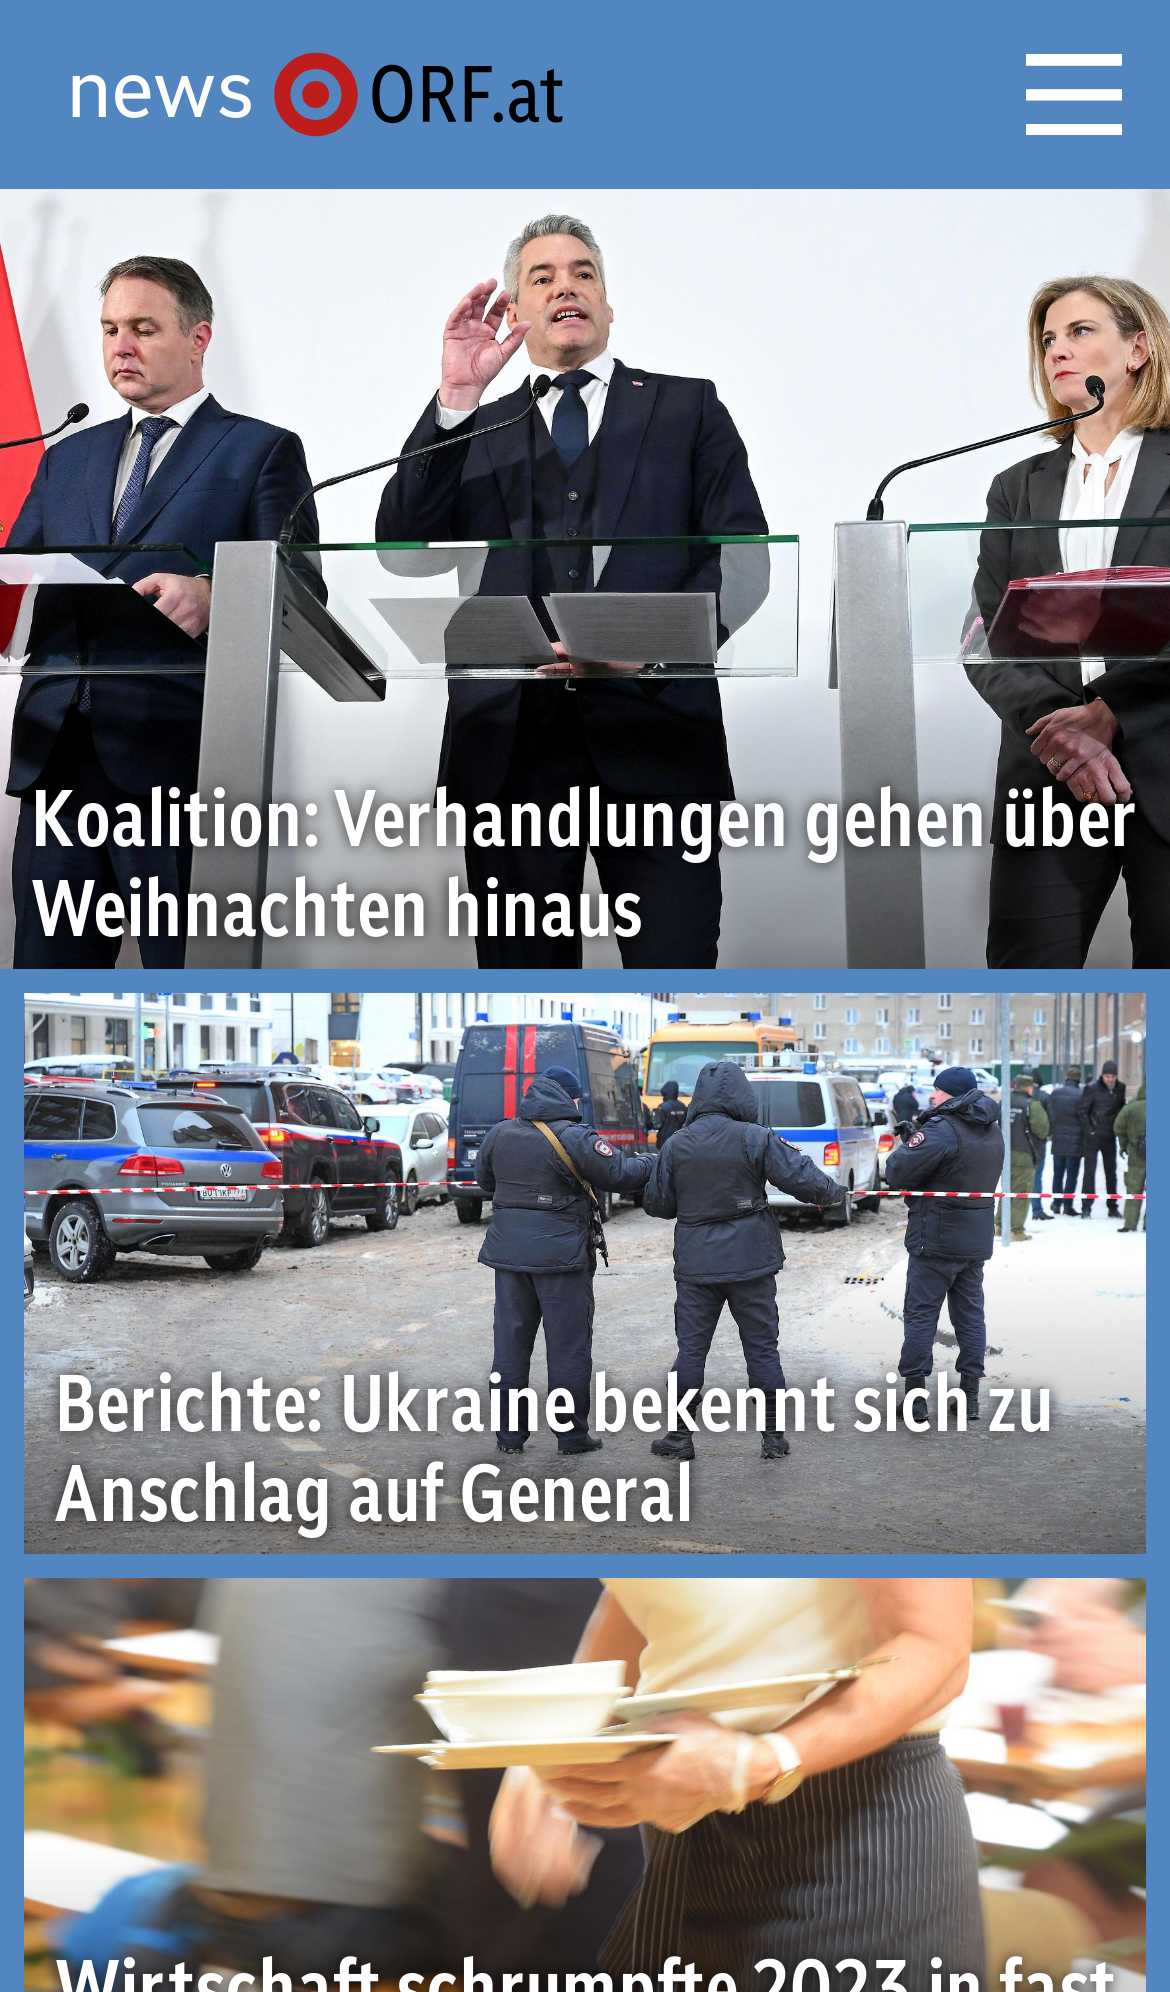 news ORF.at
Koalition: Verhandlungen gehen über
Weihnachten hinaus
Berichte: Ukraine bekennt sich zu
Anschlag auf General
Wirtschaft schrumpfte 2023 in fast